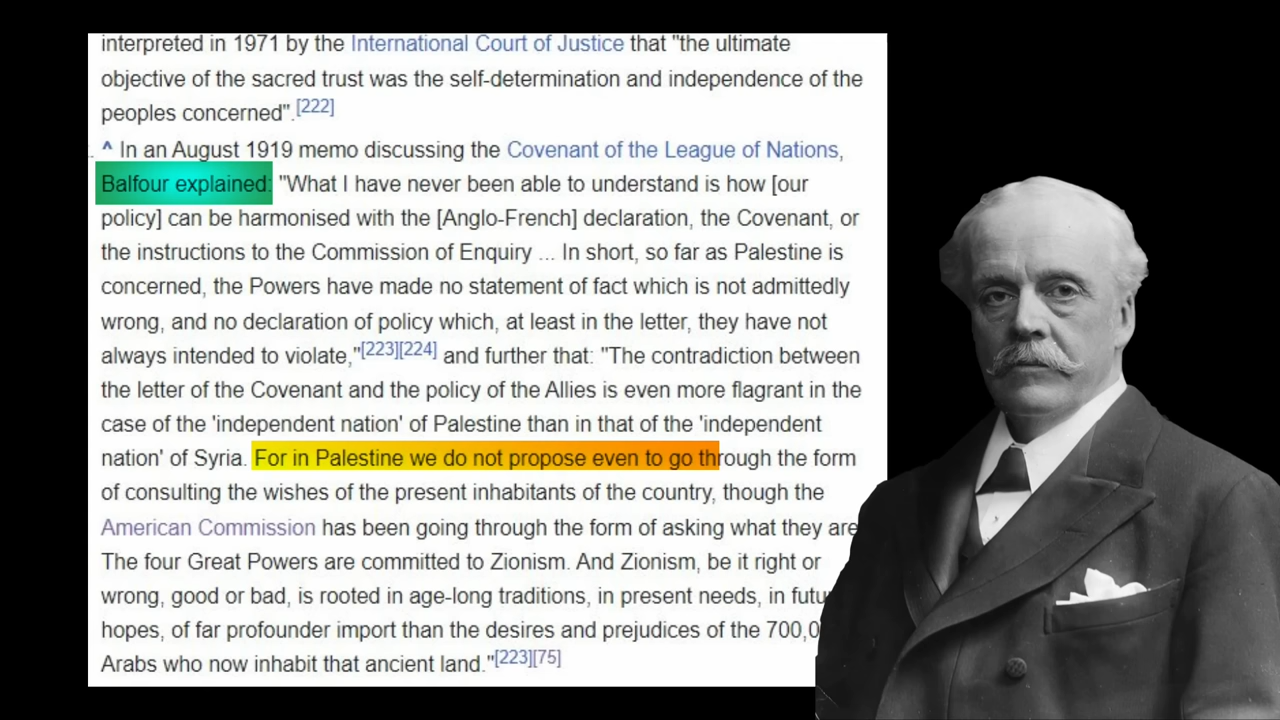 interpreted in 1971 by the International Court of Justice that "the ultimate
objective of the sacred trust was the self-determination and independence of the
peoples concerned".[222]
. ^ In an August 1919 memo discussing the Covenant of the League of Nations,
Balfour explained: "What I have never been able to understand is how [our
policy] can be harmonised with the [Anglo-French] declaration, the Covenant, or
the instructions to the Commission of Enquiry ... In short, so far as Palestine is
concerned, the Powers have made no statement of fact which is not admittedly
wrong, and no declaration of policy which, at least in the letter, they have not
always intended to violate,"[223][224] and further that: "The contradiction between
the letter of the Covenant and the policy of the Allies is even more flagrant in the
case of the 'independent nation' of Palestine than in that of the 'independent
nation' of Syria. For in Palestine we do not propose even to go through the form
of consulting the wishes of the present inhabitants of the country, though the
American Commission has been going through the form of asking what they are
The four Great Powers are committed to Zionism. And Zionism, be it right or
wrong, good or bad, is rooted in age-long traditions, in present needs, in
hopes, of far profounder import than the desires and prejudices of the
Arabs who now inhabit that ancient land."[223][75]